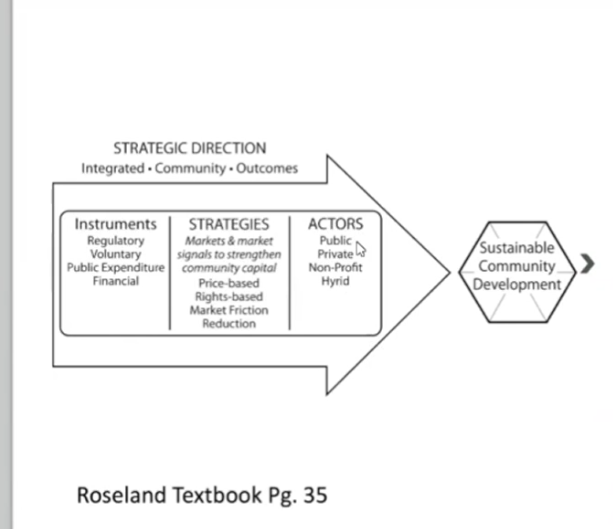 STRATEGIC DIRECTION
Integrated • Community • Outcomes
Instruments
Regulatory
Voluntary
Public Expenditure
Financial
STRATEGIES
Markets & market
signals to strengthen
community capital
Price-based
Rights-based
Market Friction
Reduction
ACTORS
Public
Private
Non-Profit
Hyrid
Sustainable
Community
Development
Roseland Textbook Pg. 35